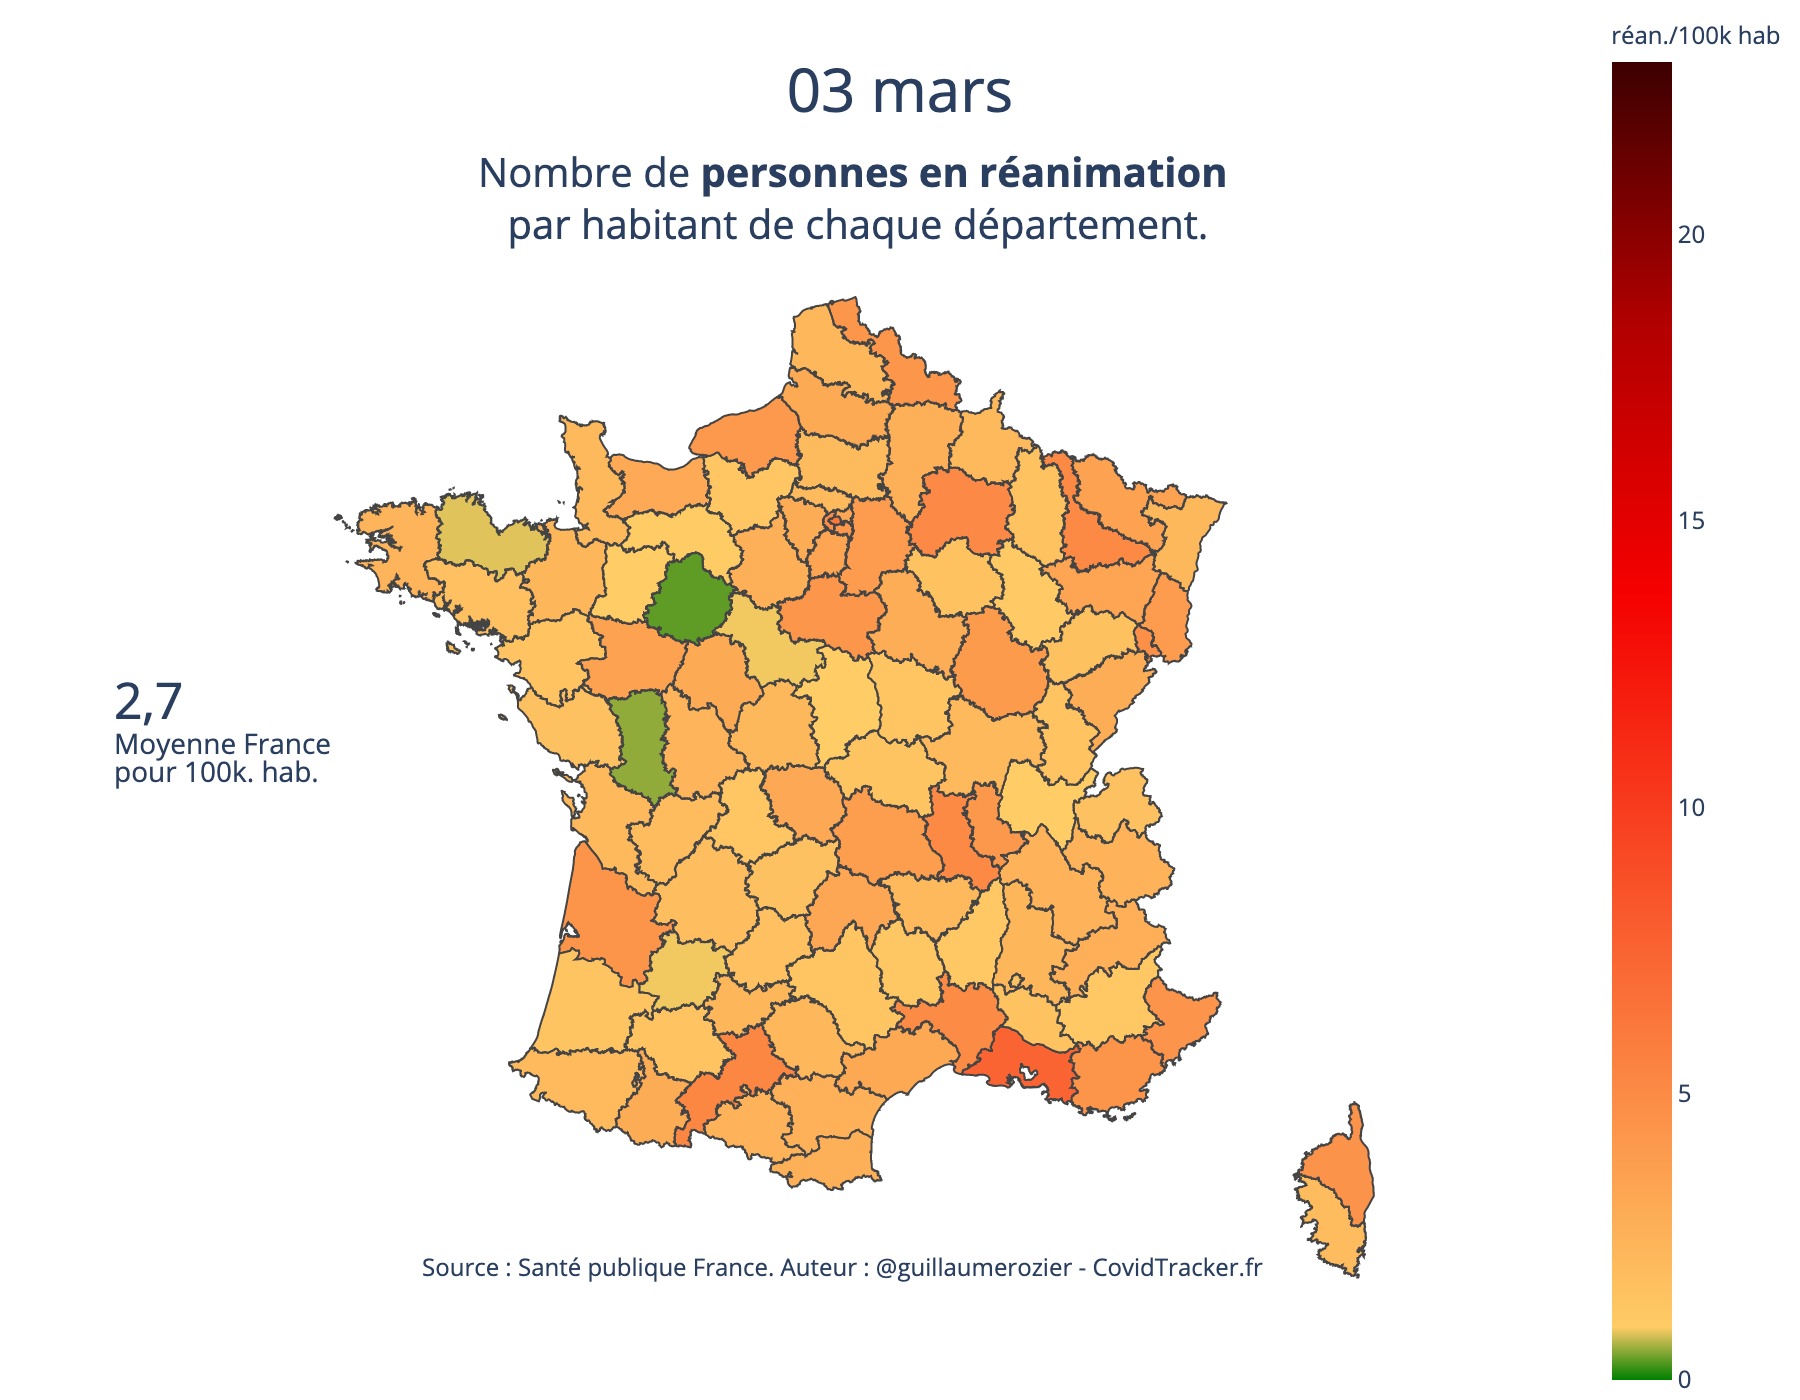 réan./100k hab
03 mars
Nombre de personnes en réanimation
par habitant de chaque département.
20
15
2,7
Moyenne France
pour 100k. hab.
10
5
Source : Santé publique France. Auteur : @guillaumerozier - CovidTracker.fr
0